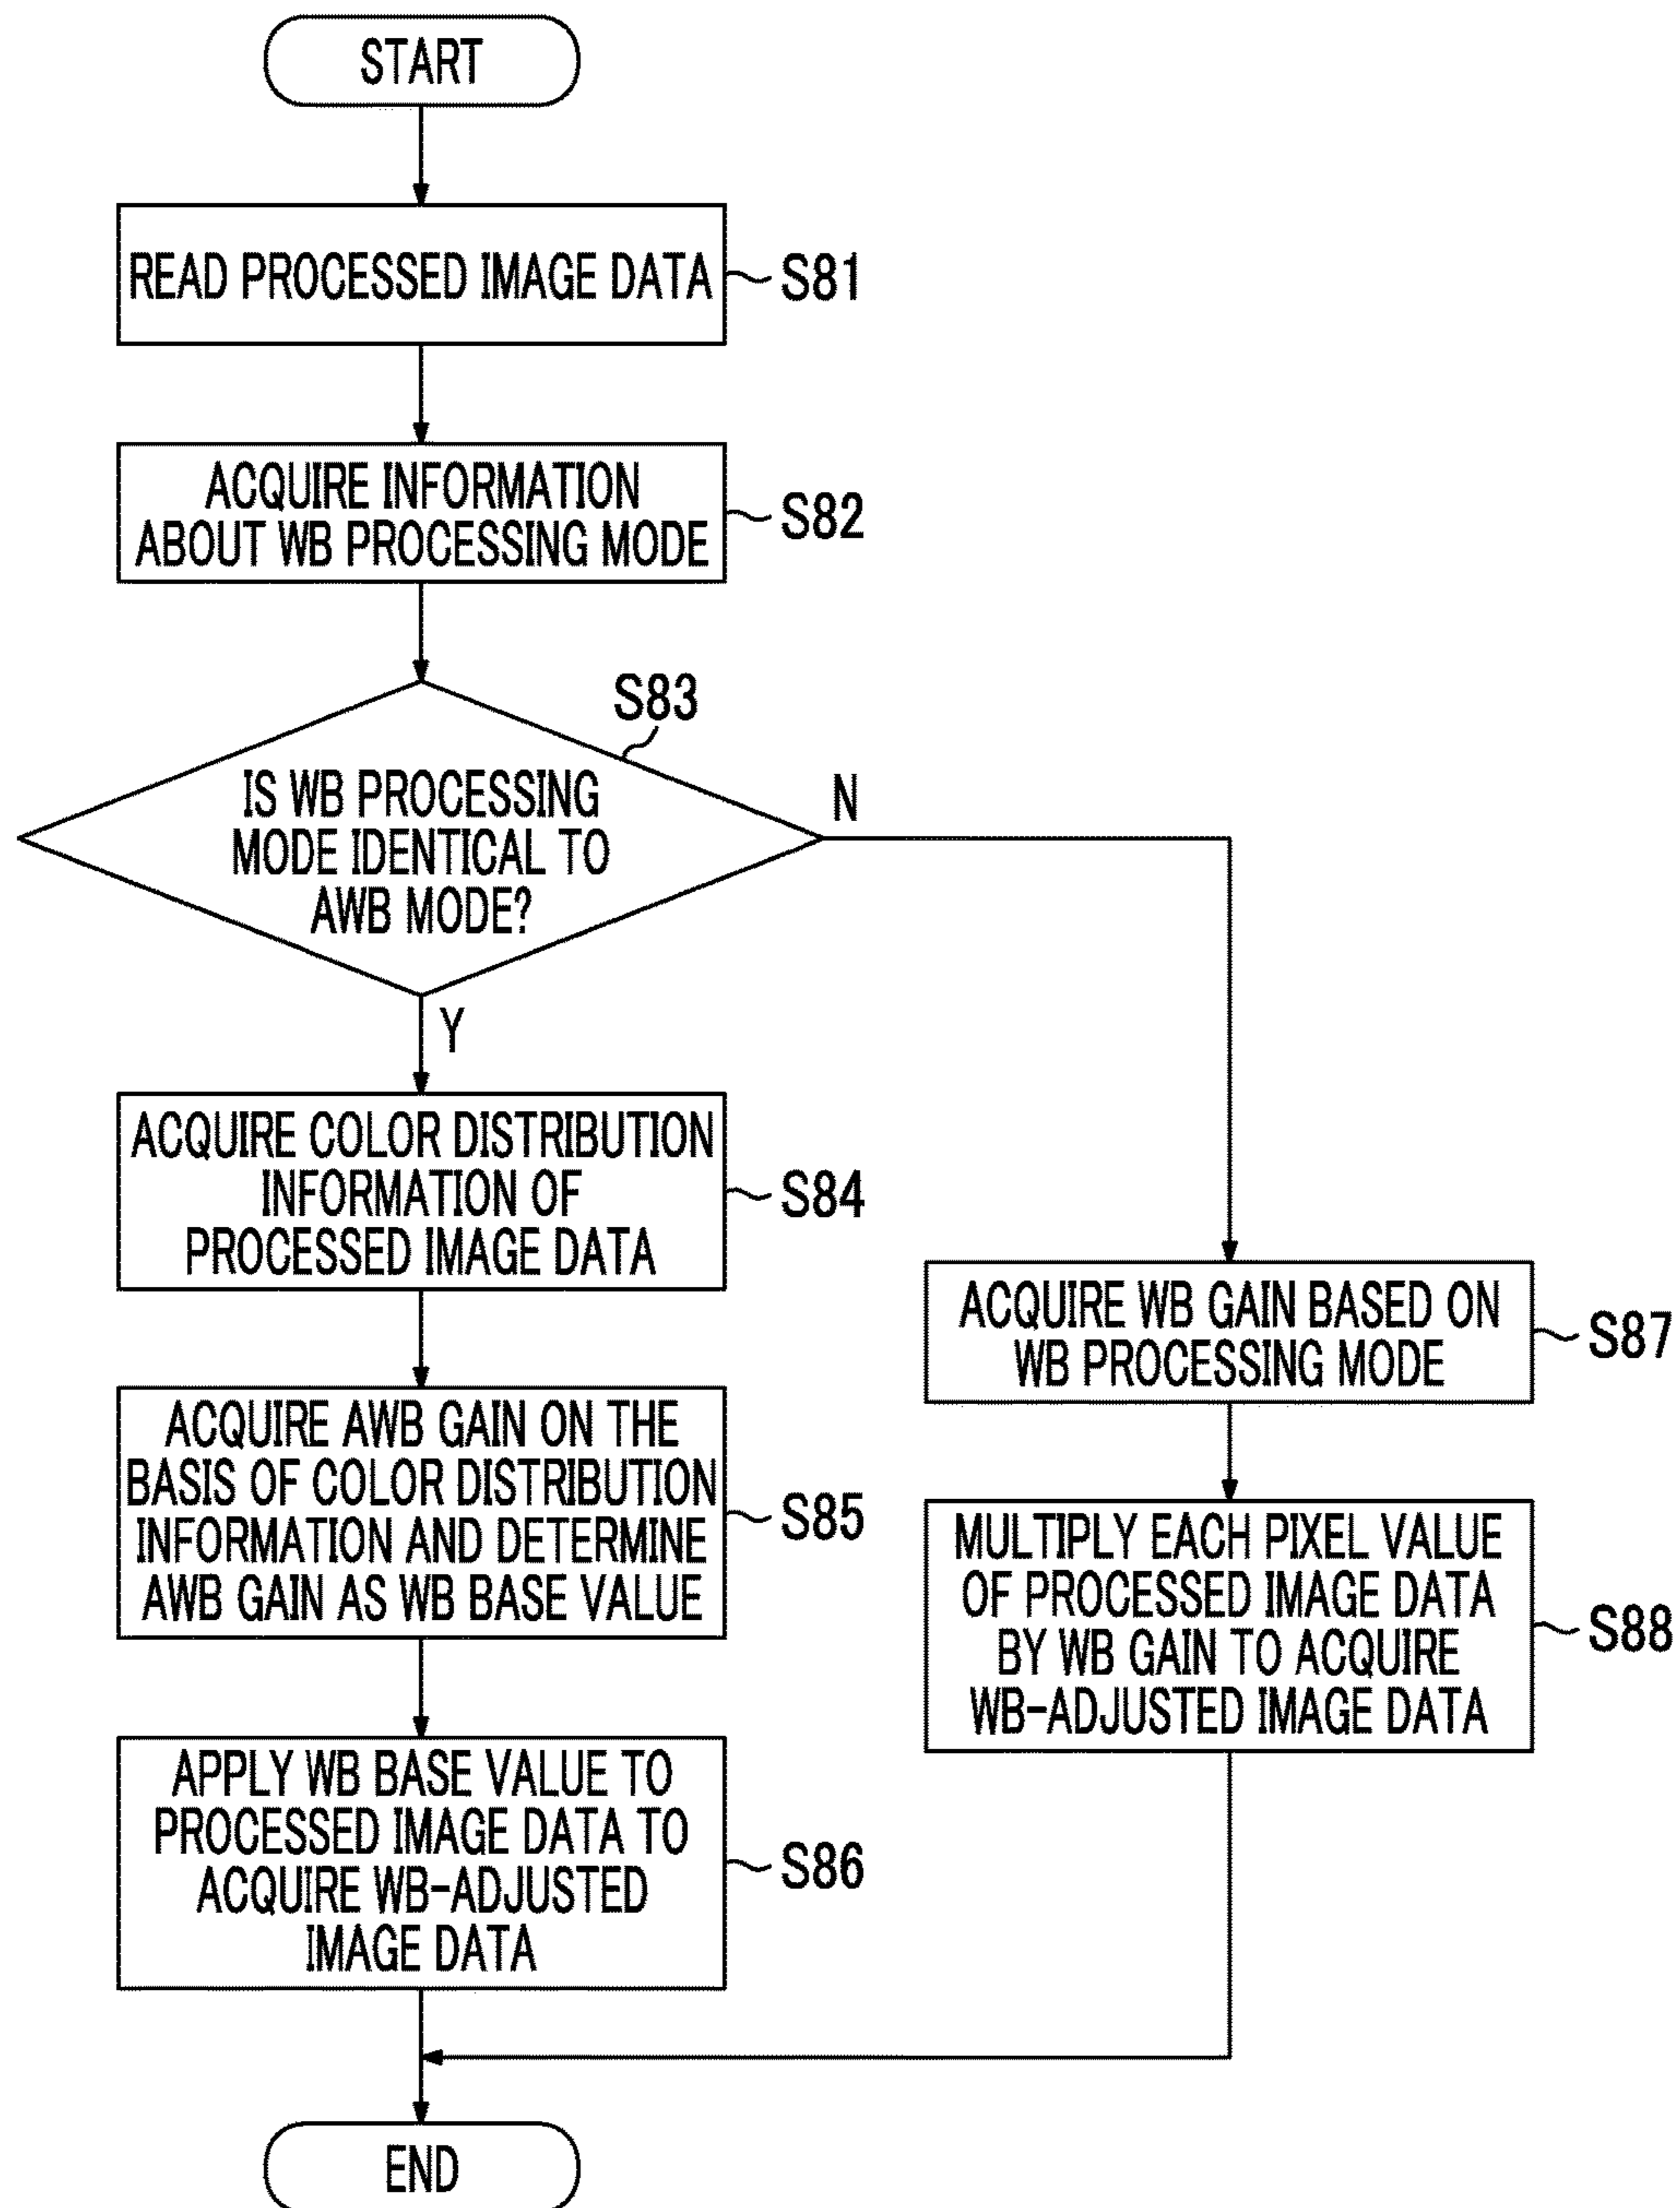 START
READ PROCESSED IMAGE DATA
S81
ACQUIRE INFORMATION
ABOUT WB PROCESSING MODE
S82
S83
IS WB PROCESSING
MODE IDENTICAL TO
AWB MODE?
N
Y
ACQUIRE COLOR DISTRIBUTION
INFORMATION OF
PROCESSED IMAGE DATA
S84
ACQUIRE AWB GAIN ON THE
BASIS OF COLOR DISTRIBUTION
INFORMATION AND DETERMINE
AWB GAIN AS WB BASE VALUE
S85
APPLY WB BASE VALUE TO
PROCESSED IMAGE DATA TO
ACQUIRE WB-ADJUSTED
IMAGE DATA
S86
ACQUIRE WB GAIN BASED ON
WB PROCESSING MODE
S87
MULTIPLY EACH PIXEL VALUE
OF PROCESSED IMAGE DATA
BY WB GAIN TO ACQUIRE
WB-ADJUSTED IMAGE DATA
S88
END